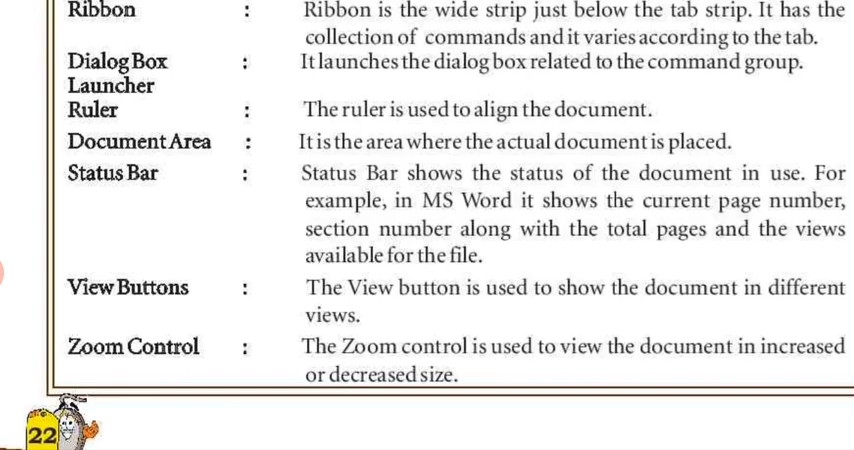 Ribbon : Ribbon is the wide strip just below the tab strip. It has the
collection of commands and it varies according to the tab.
Dialog Box : It launches the dialog box related to the command group.
Launcher
Ruler : The ruler is used to align the document.
Document Area : It is the area where the actual document is placed.
Status Bar : Status Bar shows the status of the document in use. For
example, in MS Word it shows the current page number,
section number along with the total pages and the views
available for the file.
View Buttons : The View button is used to show the document in different
views.
Zoom Control : The Zoom control is used to view the document in increased
or decreased size.
22